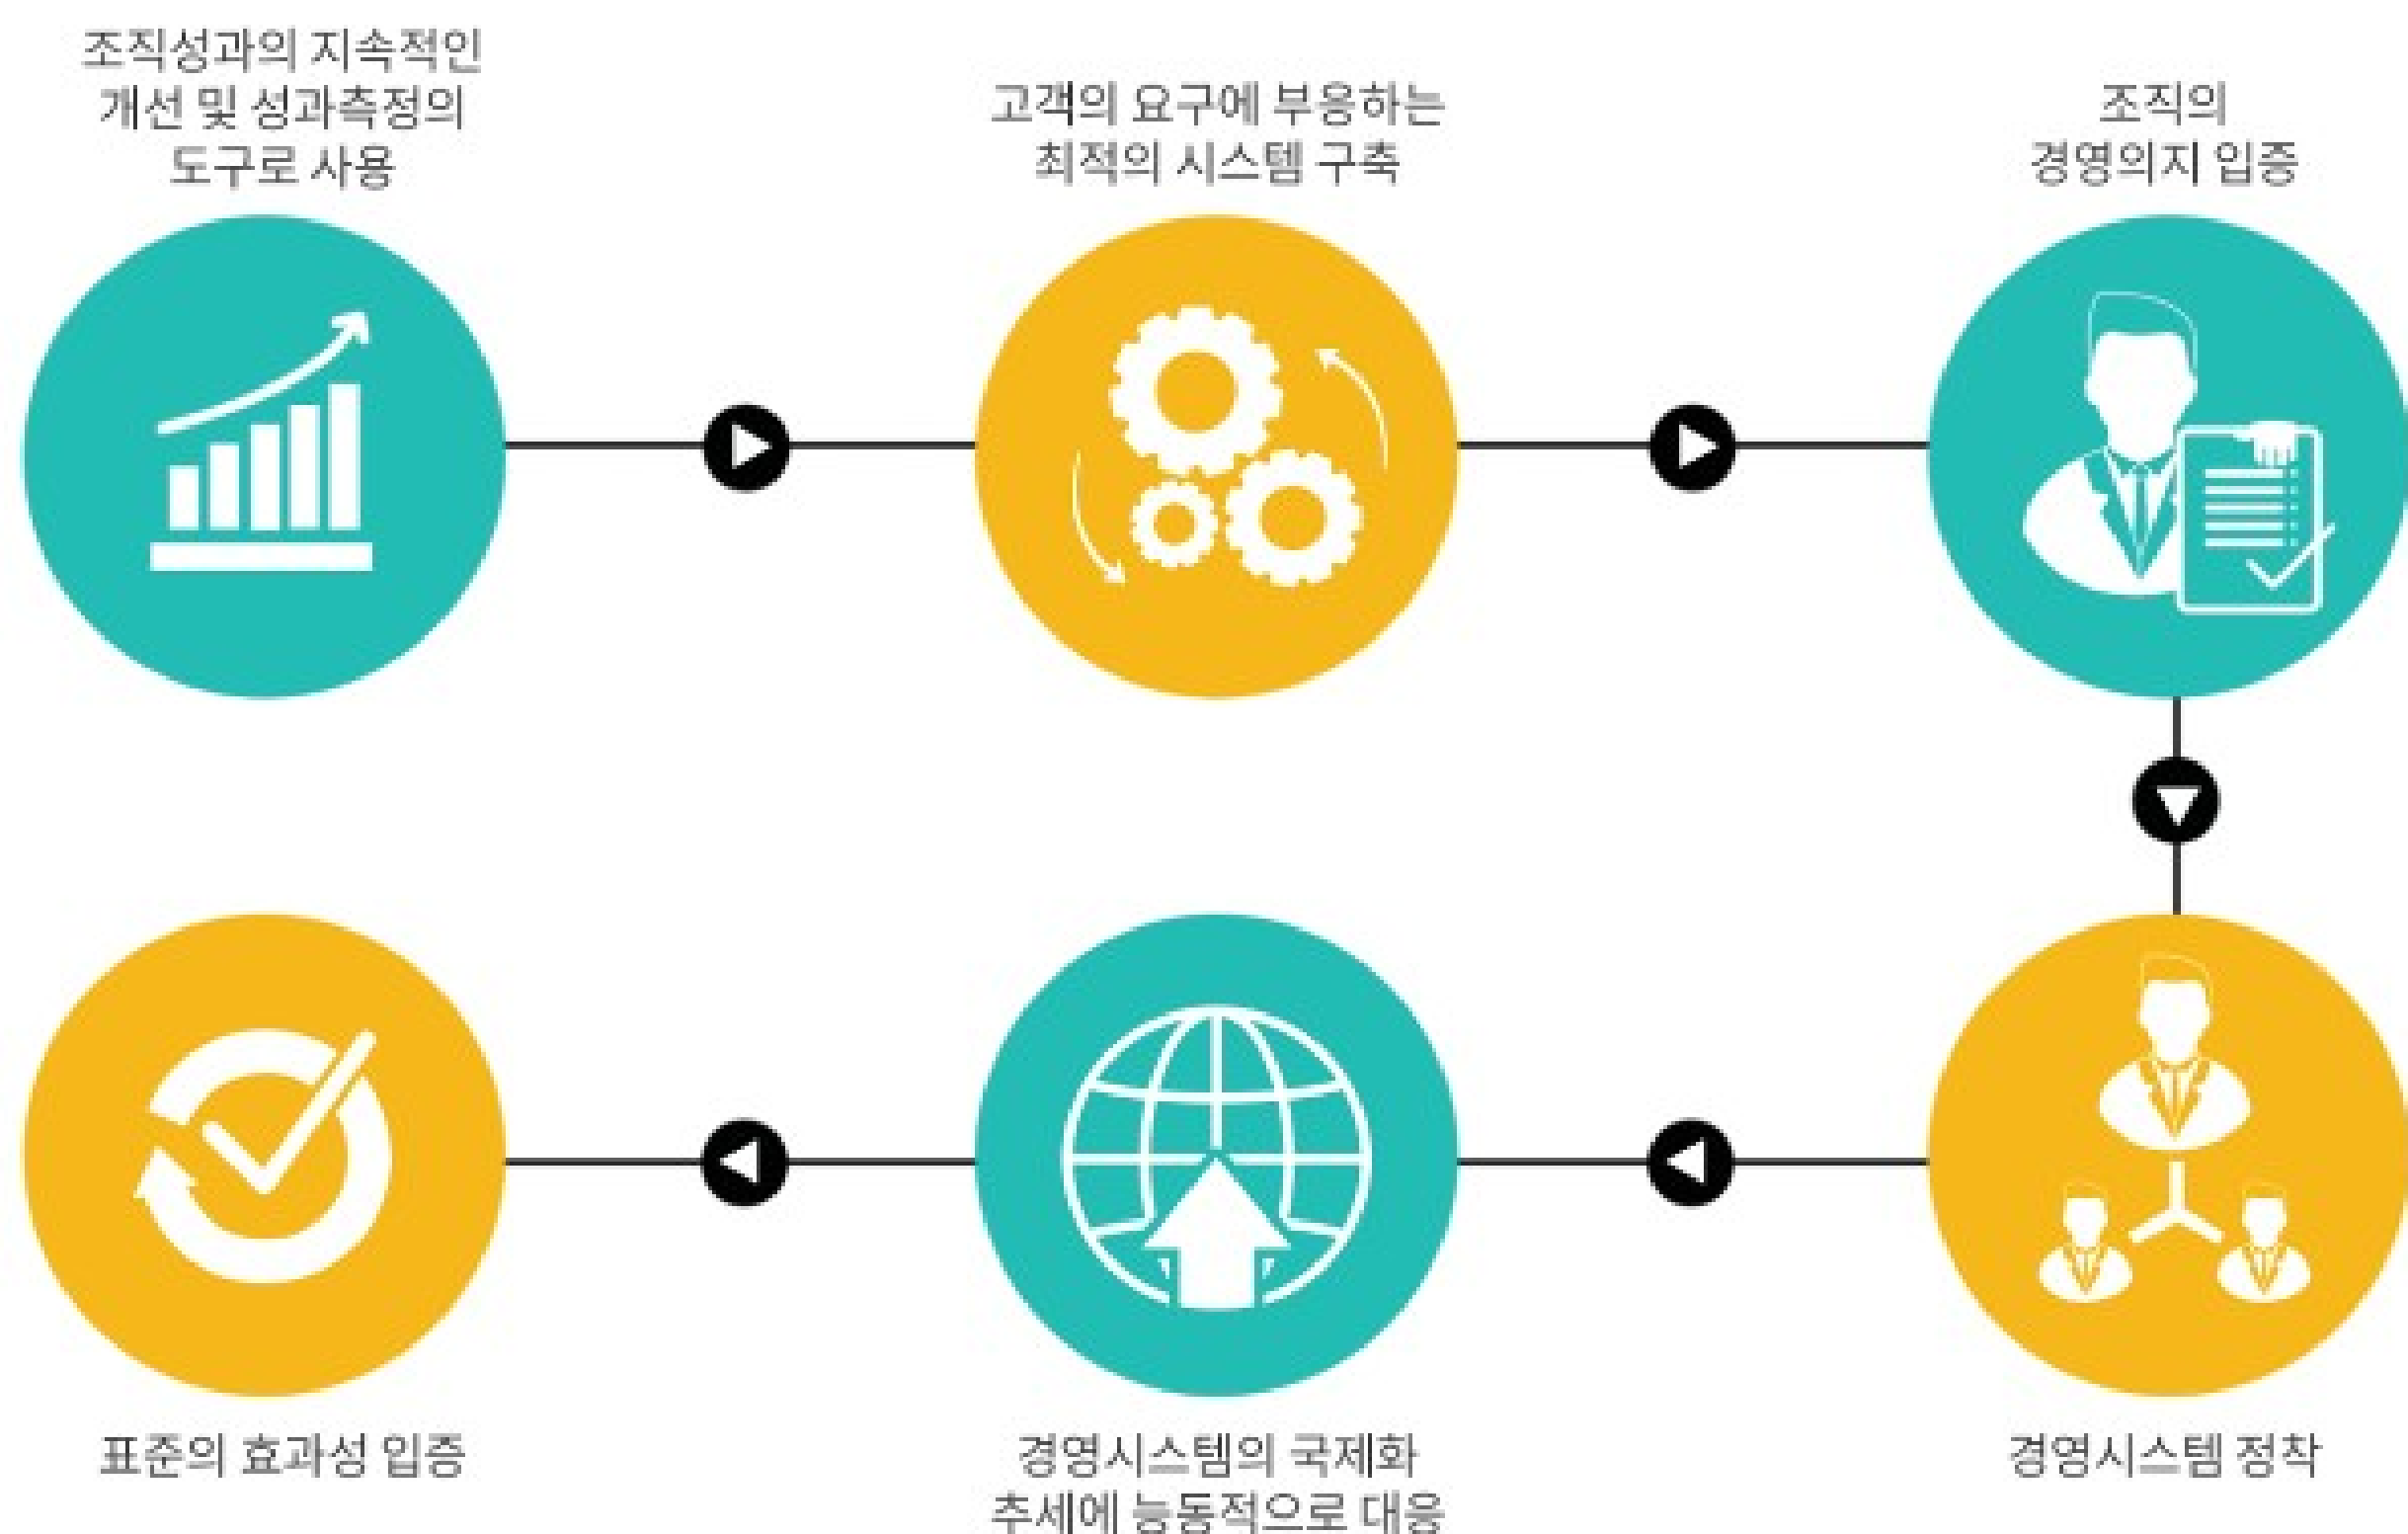 조직성과의 지속적인
개선 및 성과측정의
도구로 사용
고객의 요구에 부응하는
최적의 시스템 구축
조직의
경영의지 입증
표준의 효과성 입증
경영시스템의 국제화
추세에 능동적으로 대응
경영시스템 정착